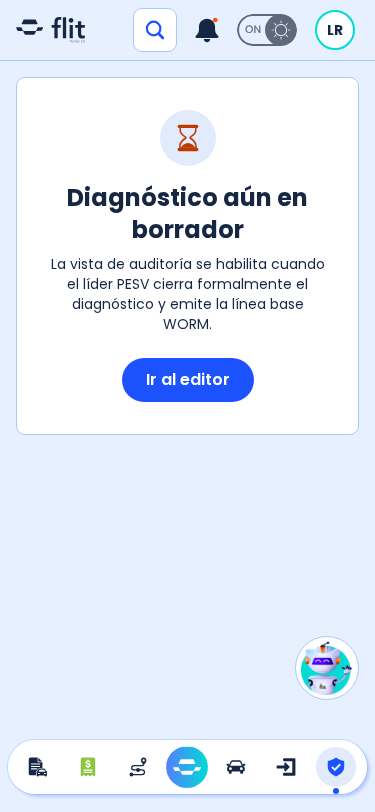 flit
ON
LR
Diagnóstico aún en
borrador
La vista de auditoría se habilita cuando
el líder PESV cierra formalmente el
diagnóstico y emite la línea base
WORM.
Ir al editor